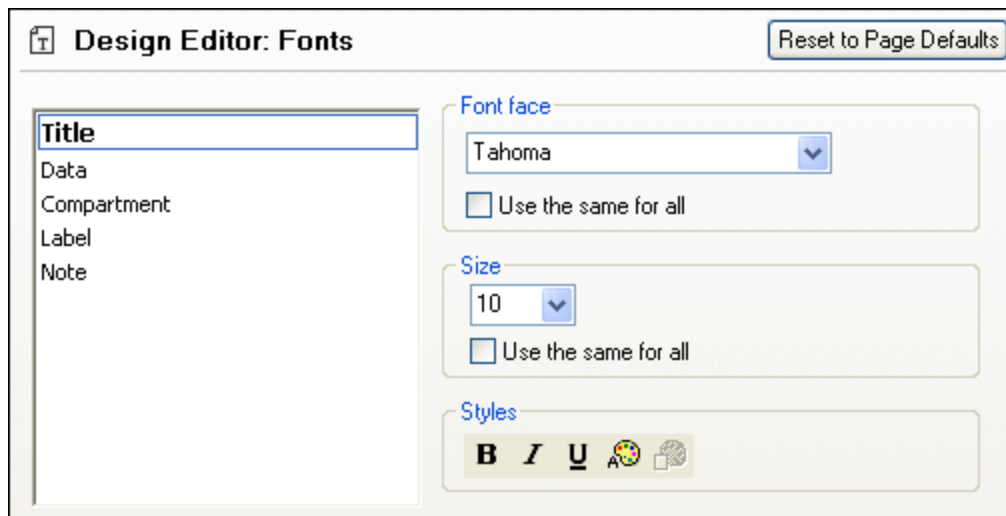 Design Editor: Fonts
Reset to Page Defaults
Title
Data
Compartment
Label
Note
Font face
Tahoma
Use the same for all
Size
10
Use the same for all
Styles
B I U A